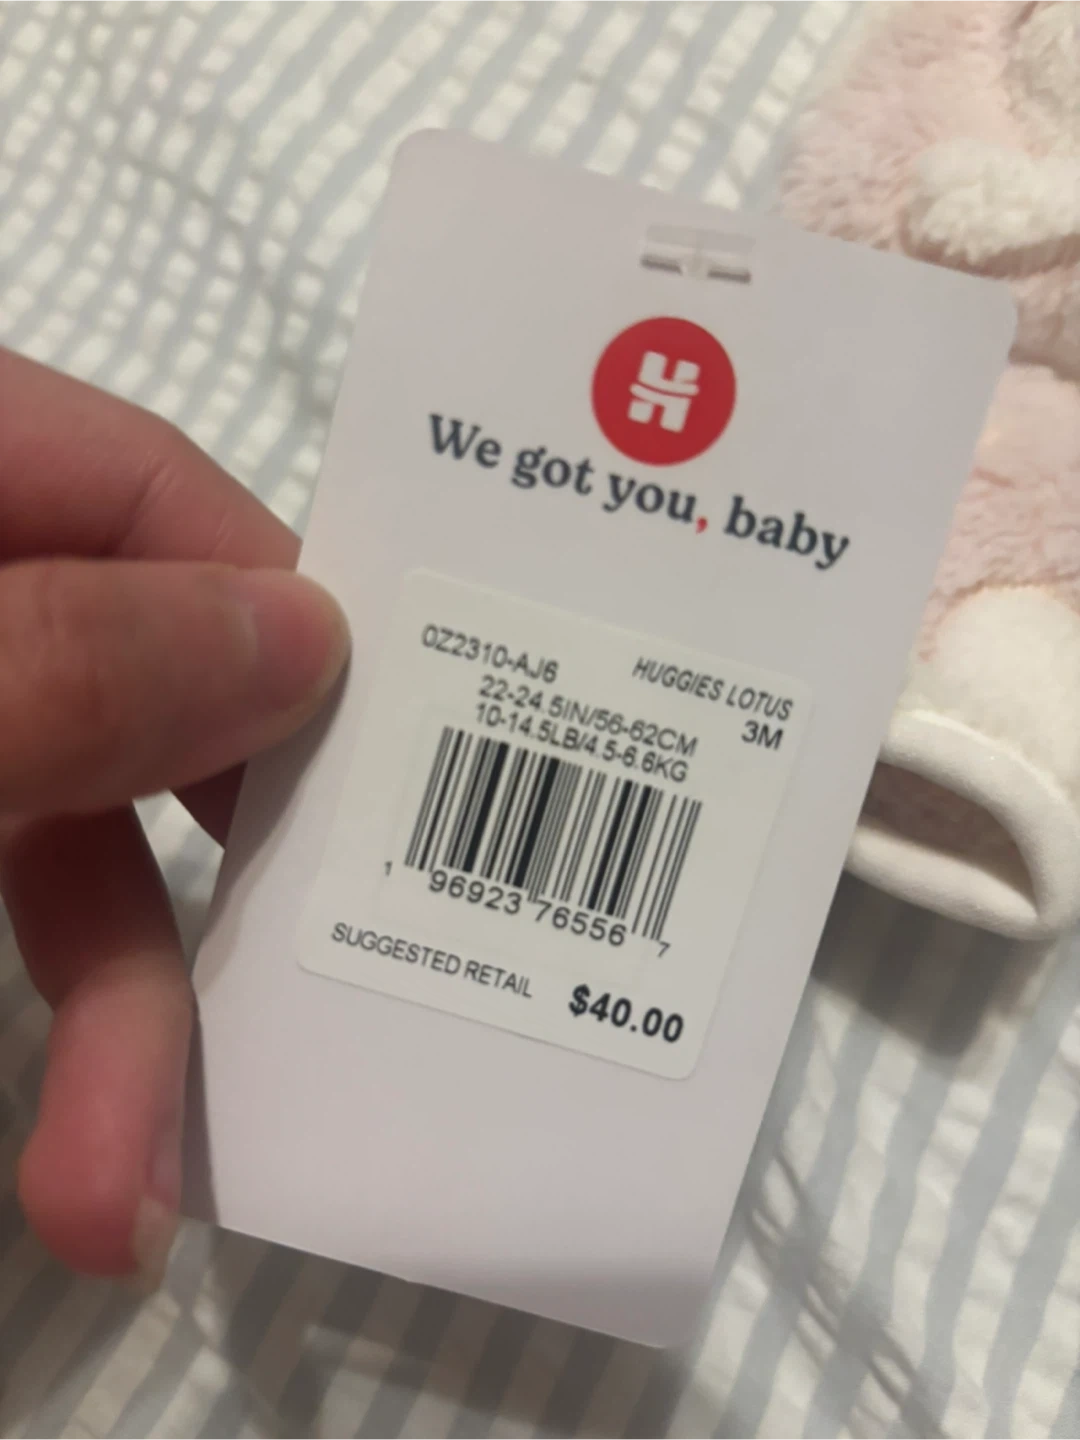 H
We got you, baby
0Z2310-AJ6 HUGGIES LOTUS
22-24.5IN/56-62CM 3M
10-14.5LB/4.5-6.6KG
1 96923 76556 7
SUGGESTED RETAIL $40.00